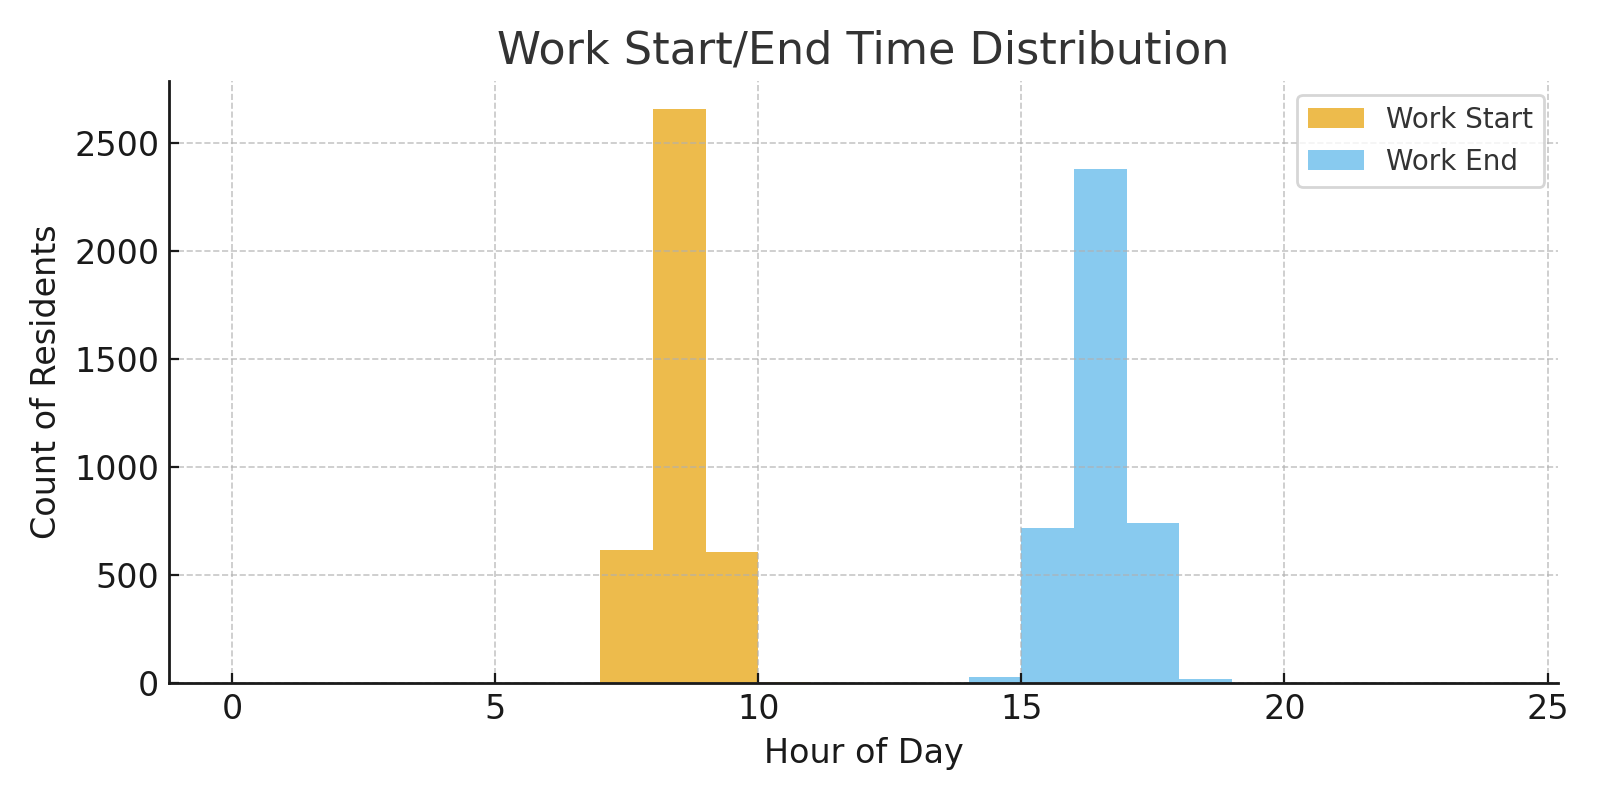 Work Start/End Time Distribution
Work Start
Work End
Count of Residents
2500
2000
1500
1000
500
0
0 5 10 15 20 25
Hour of Day